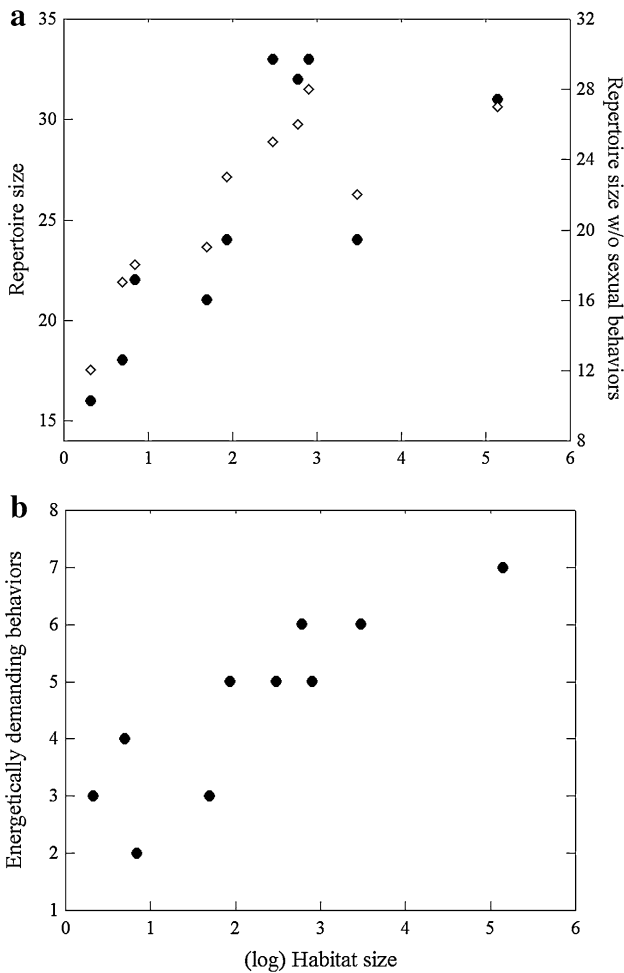 a
35
30
25
20
15
Repertoire size
32
28
24
20
16
12
8
Repertoire size w/o sexual behaviors
0 1 2 3 4 5 6
b
8
7
6
5
4
3
2
1
Energetically demanding behaviors
0 1 2 3 4 5 6
(log) Habitat size